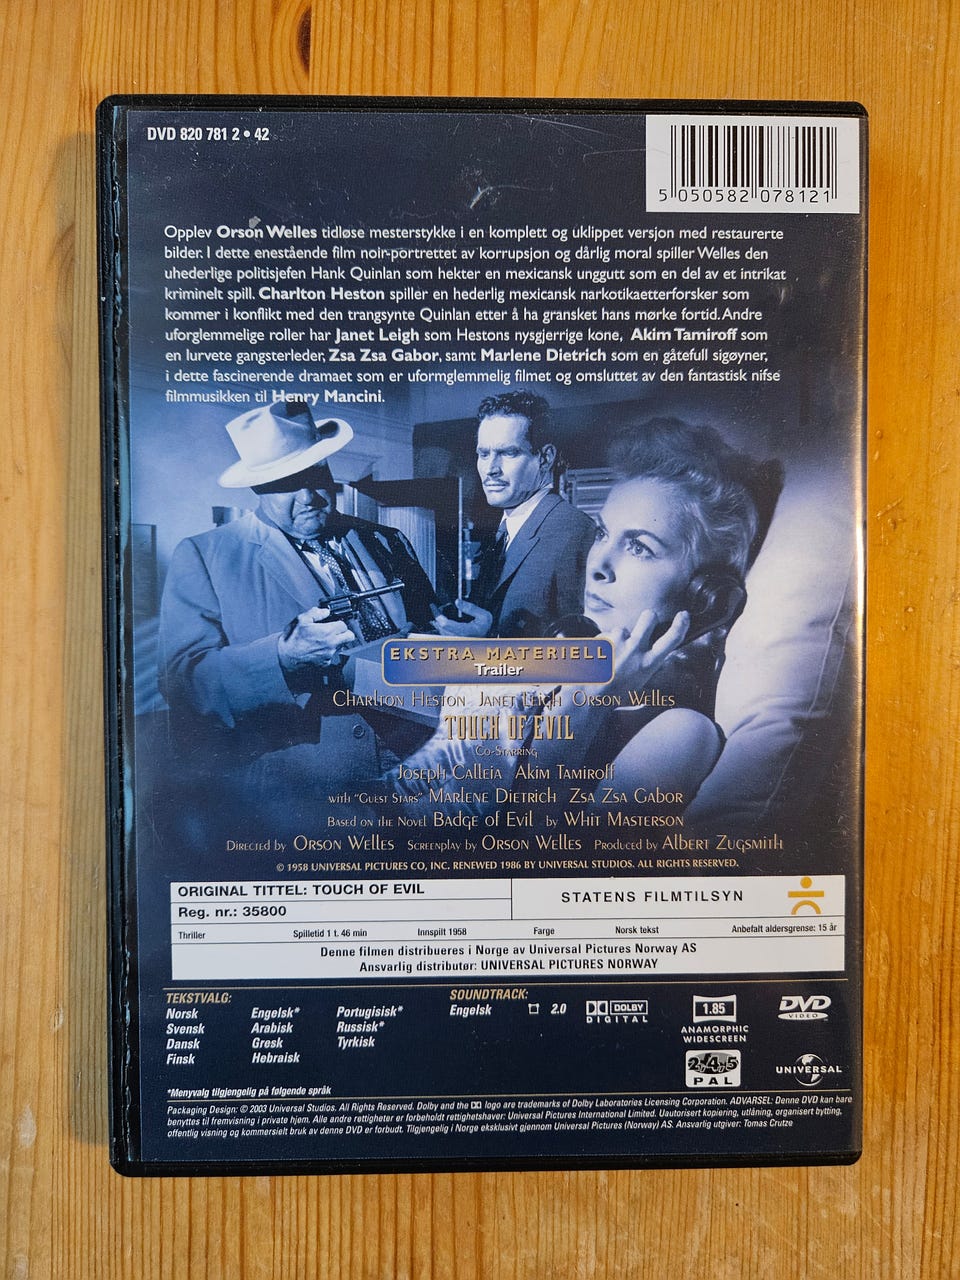 DVD 820 781 2 • 42
5 050582 078121
Opplev Orson Welles tidløse mesterstykke i en komplett og uklippet versjon med restaurerte
bilder. I dette enestående film noir-portrettet av korrupsjon og dårlig moral spiller Welles den
uhederlige politisjefen Hank Quinlan som hekter en mexicansk unggutt som en del av et intrikat
kriminelt spill. Charlton Heston spiller en hederlig mexicansk narkotikaetterforsker som
kommer i konflikt med den trangsynte Quinlan etter å ha gransket hans mørke fortid. Andre
uforglemmelige roller har Janet Leigh som Hestons nysgjerrige kone, Akim Tamiroff som
en lurvete gangsterleder, Zsa Zsa Gabor, samt Marlene Dietrich som en gåtefull sigøyner,
i dette fascinerende dramaet som er uformglemmelig filmet og omsluttet av den fantastisk nifse
filmmusikken til Henry Mancini.
EKSTRA MATERIELL
Trailer
CHARLTON HESTON JANET LEIGH ORSON WELLES
TOUCH OF EVIL
CO-STARRING
JOSEPH CALLEIA AKIM TAMIROFF
WITH "GUEST STARS" MARLENE DIETRICH ZSA ZSA GABOR
BASED ON THE NOVEL BADGE OF EVIL BY WHIT MASTERSON
DIRECTED BY ORSON WELLES SCREENPLAY BY ORSON WELLES PRODUCED BY ALBERT ZUGSMITH
© 1958 UNIVERSAL PICTURES CO, INC. RENEWED 1986 BY UNIVERSAL STUDIOS. ALL RIGHTS RESERVED.
ORIGINAL TITTEL: TOUCH OF EVIL
Reg. nr.: 35800
STATENS FILMTILSYN
Thriller Spilletid 1 t. 46 min Innspilt 1958 Farge Norsk tekst Anbefalt aldersgrense: 15 år
Denne filmen distribueres i Norge av Universal Pictures Norway AS
Ansvarlig distributør: UNIVERSAL PICTURES NORWAY
TEKSTVALG:
Norsk Engelsk* Portugisisk*
Svensk Arabisk Russisk*
Dansk Gresk Tyrkisk
Finsk Hebraisk
*Menyvalg tilgjengelig på følgende språk
SOUNDTRACK:
Engelsk 2.0
DOLBY
DIGITAL
1.85
ANAMORPHIC
WIDESCREEN
2,4,5
PAL
DVD
VIDEO
UNIVERSAL
Packaging Design: © 2003 Universal Studios. All Rights Reserved. Dolby and the DD logo are trademarks of Dolby Laboratories Licensing Corporation. ADVARSEL: Denne DVD kan bare
benyttes til fremvisning i private hjem. Alle andre rettigheter er forbeholdt rettighetshaver: Universal Pictures International Limited. Uautorisert kopiering, utlåning, organisert bytting,
offentlig visning og kommersielt bruk av denne DVD er forbudt. Tilgjengelig i Norge eksklusivt gjennom Universal Pictures (Norway) AS. Ansvarlig utgiver: Tomas Crutze